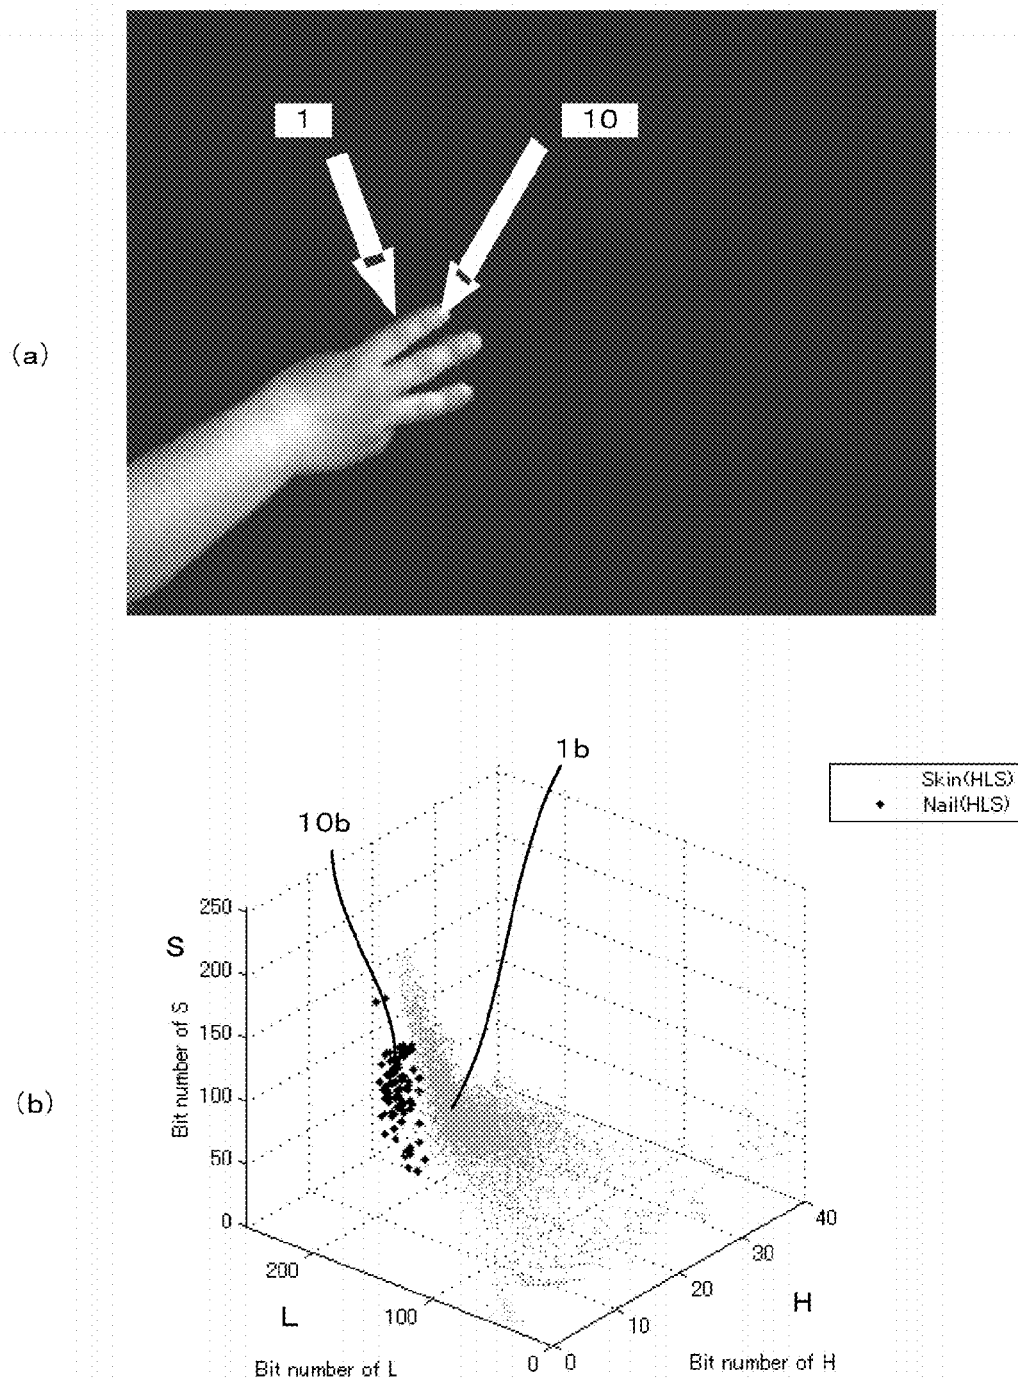 1
10
(a)
1b
Skin(HLS)
Nail(HLS)
10b
250
S
200
150
Bit number of S
100
(b)
50
0
200
100
0
L
Bit number of L
0
10
20
30
40
H
Bit number of H